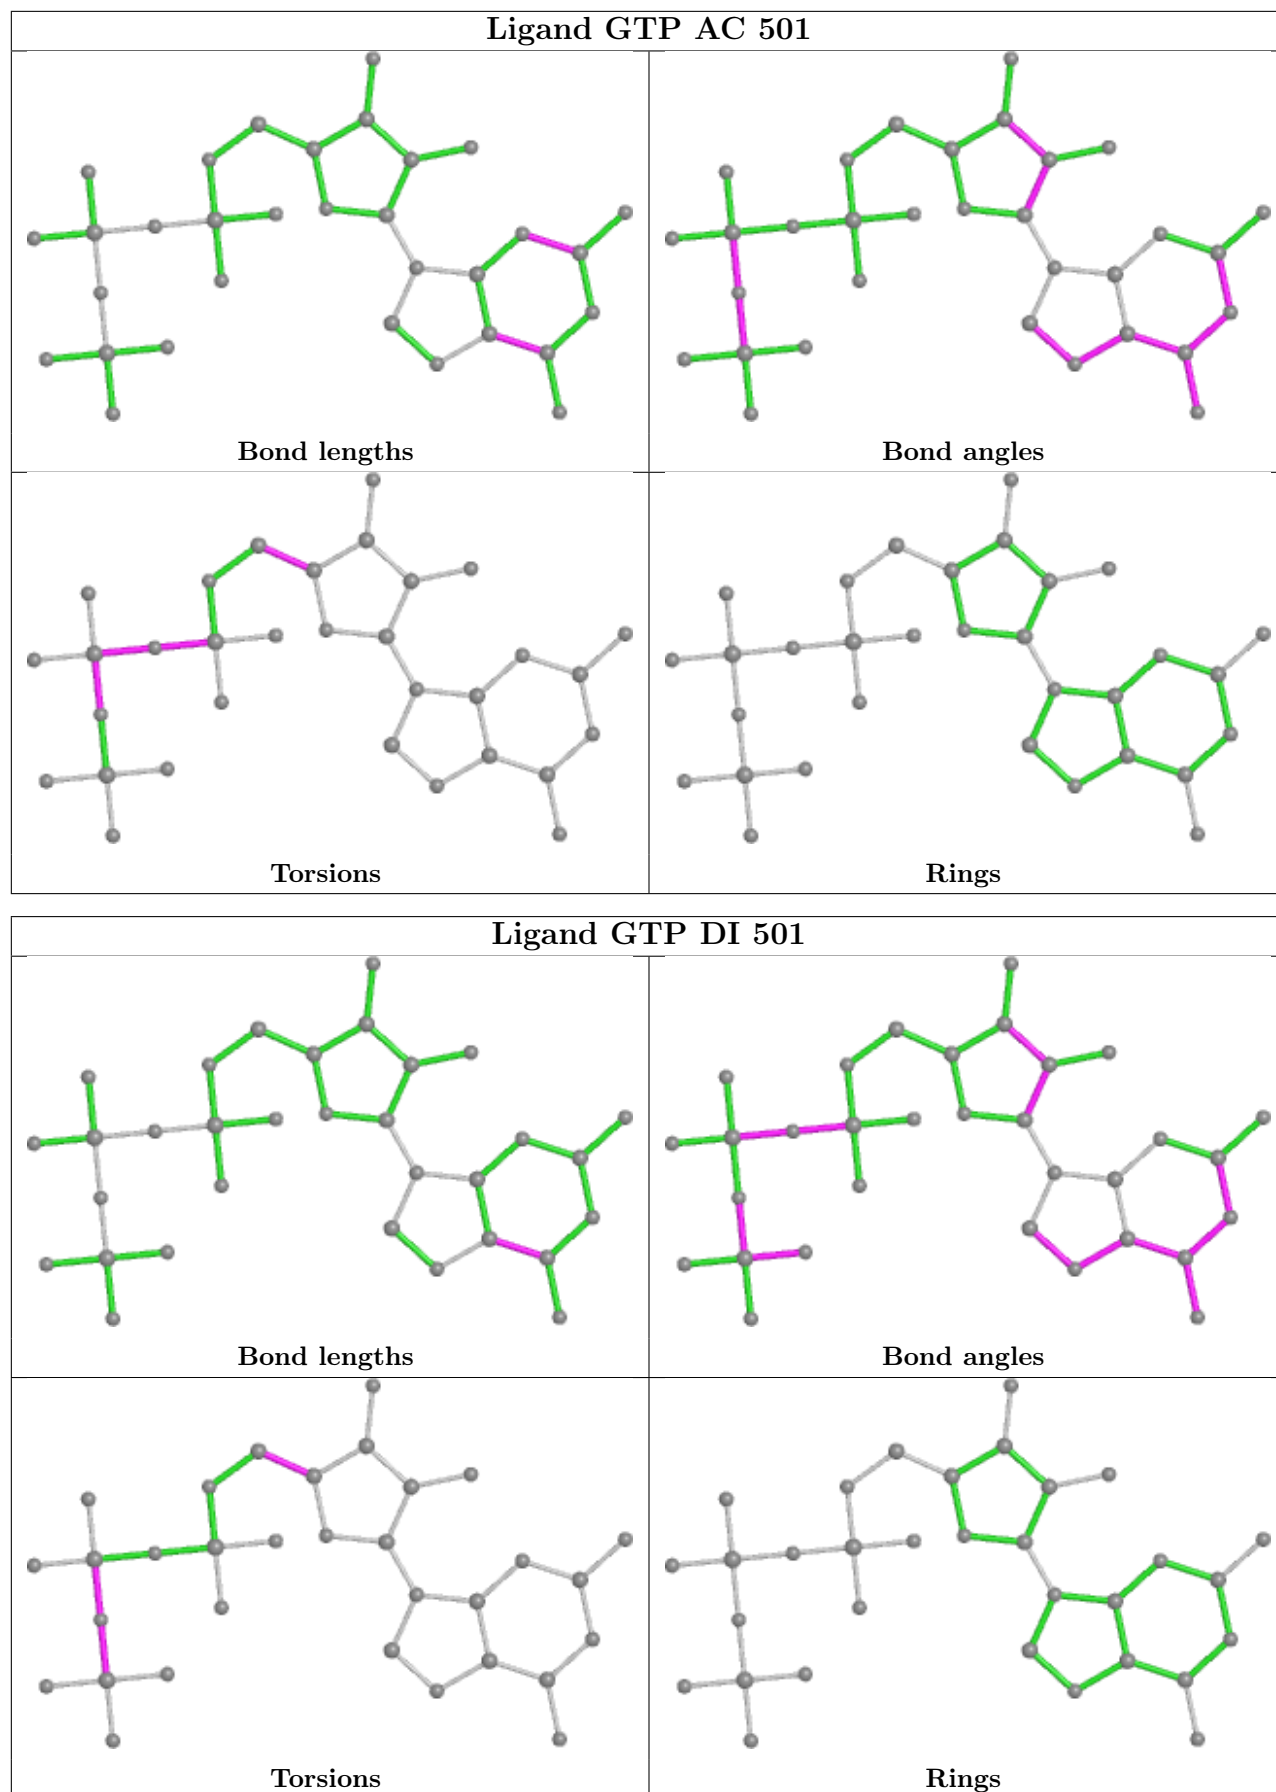 Ligand GTP AC 501
Bond lengths
Bond angles
Torsions
Rings
Ligand GTP DI 501
Bond lengths
Bond angles
Torsions
Rings